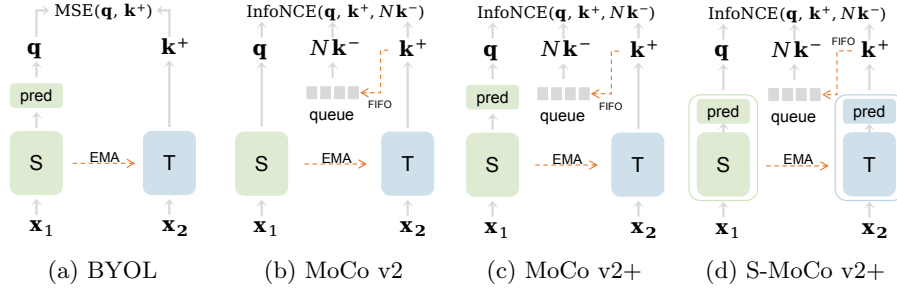 MSE(q, k⁺)
q
k⁺
pred
S
EMA
T
x₁
x₂
(a) BYOL
InfoNCE(q, k⁺, Nk⁻)
q
Nk⁻
k⁺
FIFO
queue
S
EMA
T
x₁
x₂
(b) MoCo v2
InfoNCE(q, k⁺, Nk⁻)
q
Nk⁻
k⁺
pred
FIFO
queue
S
EMA
T
x₁
x₂
(c) MoCo v2+
InfoNCE(q, k⁺, Nk⁻)
q
Nk⁻
FIFO
k⁺
pred
queue
pred
S
EMA
T
x₁
x₂
(d) S-MoCo v2+